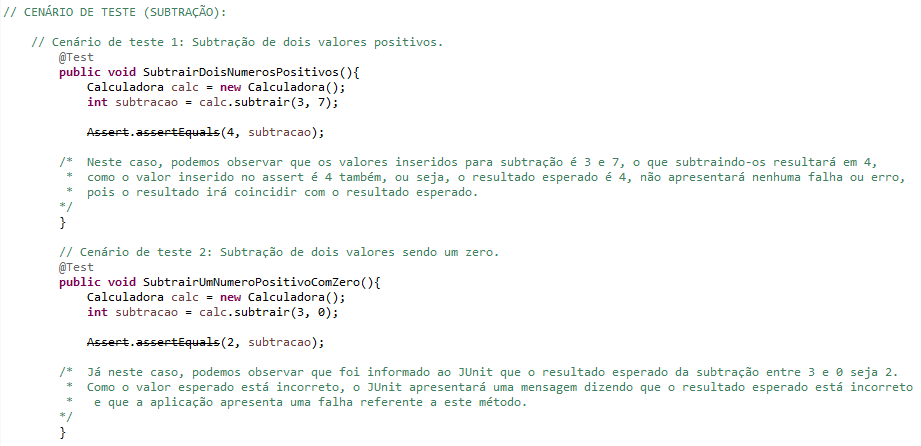 // CENÁRIO DE TESTE (SUBTRAÇÃO):
// Cenário de teste 1: Subtração de dois valores positivos.
@Test
public void SubtrairDoisNumerosPositivos(){
Calculadora calc = new Calculadora();
int subtracao = calc.subtrair(3, 7);
Assert.assertEquals(4, subtracao);
/* Neste caso, podemos observar que os valores inseridos para subtração é 3 e 7, o que subtraindo-os resultará em 4,
* como o valor inserido no assert é 4 também, ou seja, o resultado esperado é 4, não apresentará nenhuma falha ou erro,
* pois o resultado irá coincidir com o resultado esperado.
*/
}
// Cenário de teste 2: Subtração de dois valores sendo um zero.
@Test
public void SubtrairUmNumeroPositivoComZero(){
Calculadora calc = new Calculadora();
int subtracao = calc.subtrair(3, 0);
Assert.assertEquals(2, subtracao);
/* Já neste caso, podemos observar que foi informado ao JUnit que o resultado esperado da subtração entre 3 e 0 seja 2.
* Como o valor esperado está incorreto, o JUnit apresentará uma mensagem dizendo que o resultado esperado está incorreto
* e que a aplicação apresenta uma falha referente a este método.
*/
}